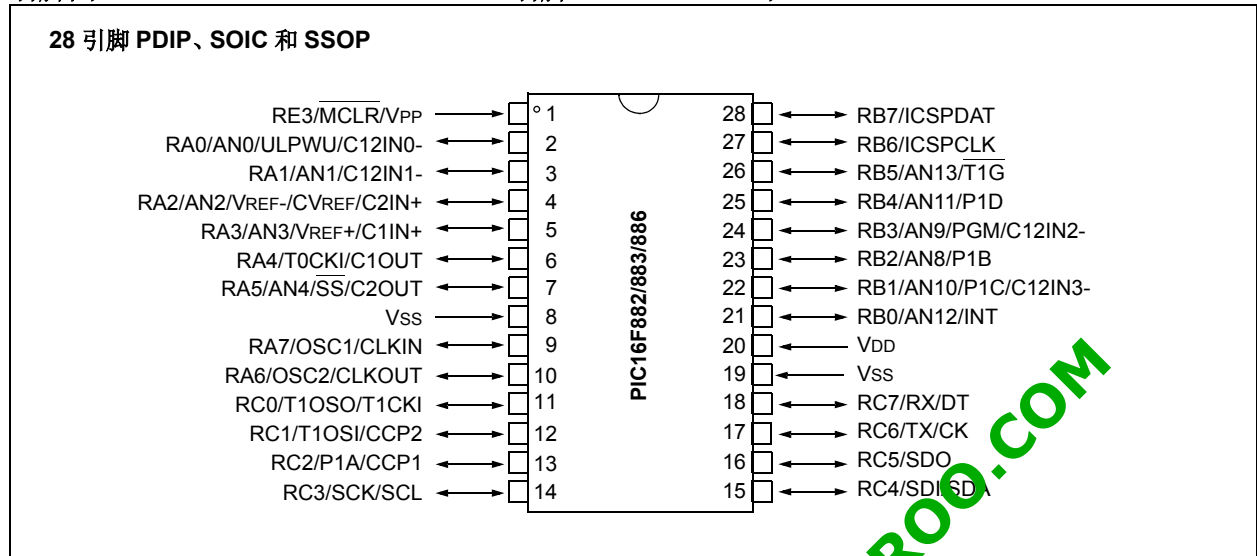 28 引脚 PDIP、SOIC 和 SSOP
RE3/MCLR/VPP
RA0/AN0/ULPWU/C12IN0-
RA1/AN1/C12IN1-
RA2/AN2/VREF-/CVREF/C2IN+
RA3/AN3/VREF+/C1IN+
RA4/T0CKI/C1OUT
RA5/AN4/SS/C2OUT
VSS
RA7/OSC1/CLKIN
RA6/OSC2/CLKOUT
RC0/T1OSO/T1CKI
RC1/T1OSI/CCP2
RC2/P1A/CCP1
RC3/SCK/SCL
1
2
3
4
5
6
7
8
9
10
11
12
13
14
PIC16F882/883/886
28
27
26
25
24
23
22
21
20
19
18
17
16
15
RB7/ICSPDAT
RB6/ICSPCLK
RB5/AN13/T1G
RB4/AN11/P1D
RB3/AN9/PGM/C12IN2-
RB2/AN8/P1B
RB1/AN10/P1C/C12IN3-
RB0/AN12/INT
VDD
VSS
RC7/RX/DT
RC6/TX/CK
RC5/SDO
RC4/SDI/SDA
ROO.COM